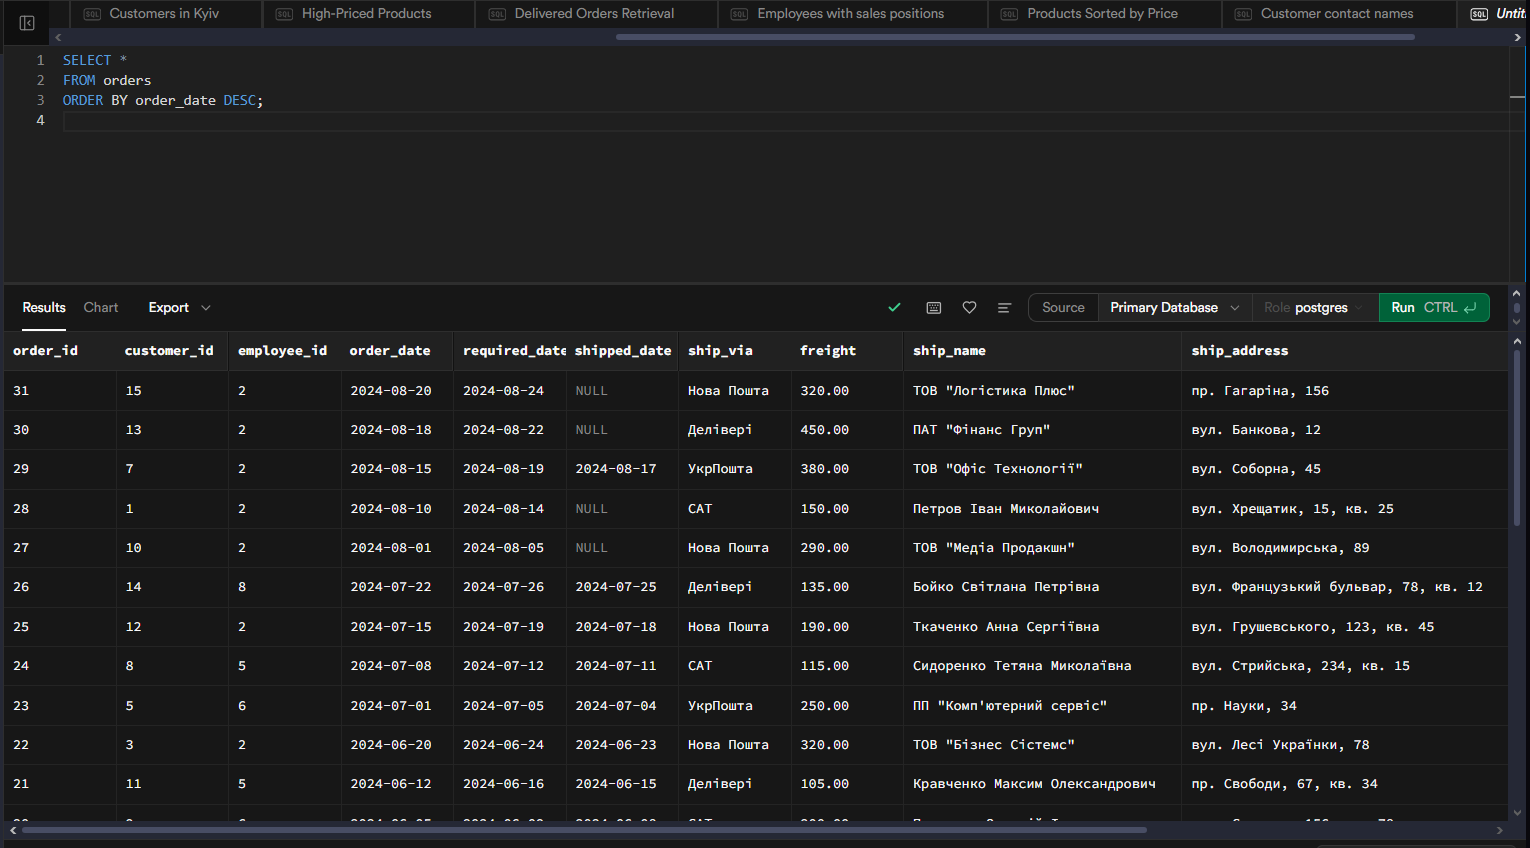 SQL Customers in Kyiv SQL High-Priced Products SQL Delivered Orders Retrieval SQL Employees with sales positions SQL Products Sorted by Price SQL Customer contact names SQL
1 SELECT *
2 FROM orders
3 ORDER BY order_date DESC;
4
Results Chart Export Source Primary Database Role postgres Run CTRL
order_id customer_id employee_id order_date required_date shipped_date ship_via freight ship_name ship_address
31 15 2 2024-08-20 2024-08-24 NULL Нова Пошта 320.00 ТОВ "Логістика Плюс" пр. Гагаріна, 156
30 13 2 2024-08-18 2024-08-22 NULL Делівері 450.00 ПАТ "Фінанс Груп" вул. Банкова, 12
29 7 2 2024-08-15 2024-08-19 2024-08-17 УкрПошта 380.00 ТОВ "Офіс Технології" вул. Соборна, 45
28 1 2 2024-08-10 2024-08-14 NULL САТ 150.00 Петров Іван Миколайович вул. Хрещатик, 15, кв. 25
27 10 2 2024-08-01 2024-08-05 NULL Нова Пошта 290.00 ТОВ "Медіа Продакшн" вул. Володимирська, 89
26 14 8 2024-07-22 2024-07-26 2024-07-25 Делівері 135.00 Бойко Світлана Петрівна вул. Французький бульвар, 78, кв. 12
25 12 2 2024-07-15 2024-07-19 2024-07-18 Нова Пошта 190.00 Ткаченко Анна Сергіївна вул. Грушевського, 123, кв. 45
24 8 5 2024-07-08 2024-07-12 2024-07-11 САТ 115.00 Сидоренко Тетяна Миколаївна вул. Стрийська, 234, кв. 15
23 5 6 2024-07-01 2024-07-05 2024-07-04 УкрПошта 250.00 ПП "Комп'ютерний сервіс" пр. Науки, 34
22 3 2 2024-06-20 2024-06-24 2024-06-23 Нова Пошта 320.00 ТОВ "Бізнес Сістемс" вул. Лесі Українки, 78
21 11 5 2024-06-12 2024-06-16 2024-06-15 Делівері 105.00 Кравченко Максим Олександрович пр. Свободи, 67, кв. 34